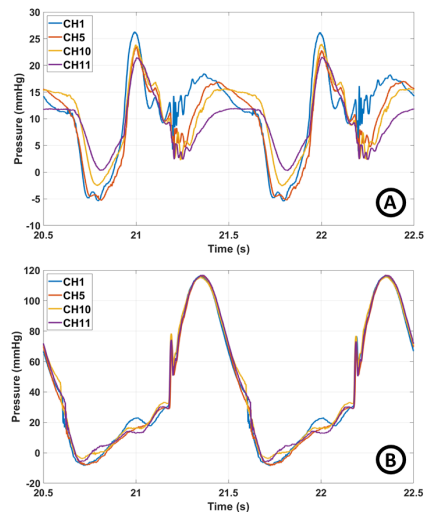 30
25
20
15
10
5
0
-5
-10
Pressure (mmHg)
CH1
CH5
CH10
CH11
A
20.5 21 21.5 22 22.5
Time (s)
120
100
80
60
40
20
0
-20
Pressure (mmHg)
CH1
CH5
CH10
CH11
B
20.5 21 21.5 22 22.5
Time (s)